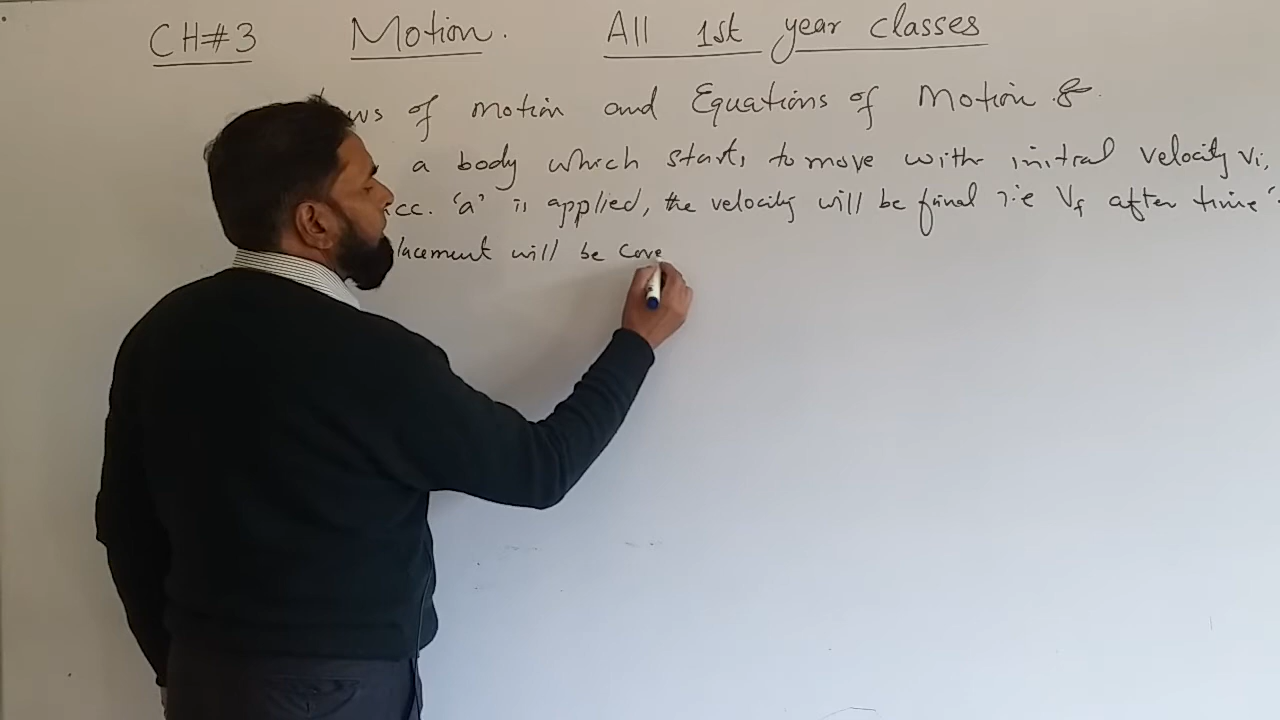 CH#3 Motion. All 1st year classes
ws of motion and Equations of Motion :-
a body which starts to move with initial velocity Vi,
acc. 'a' is applied, the velocity will be final i.e Vf after time '
lacement will be cove